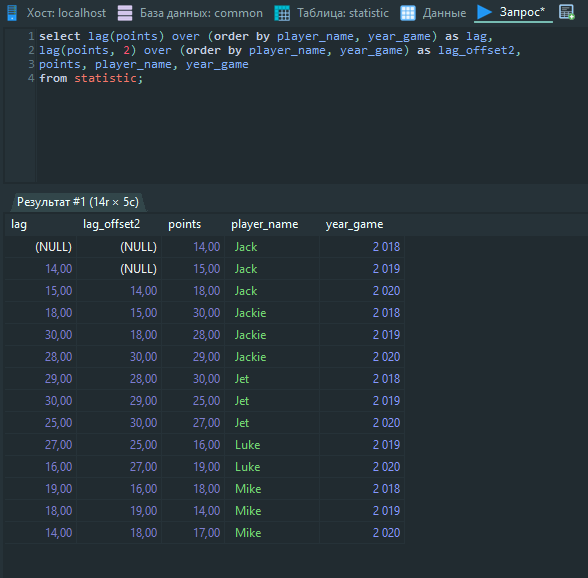 Хост: localhost База данных: common Таблица: statistic Данные Запрос*
1 select lag(points) over (order by player_name, year_game) as lag,
2 lag(points, 2) over (order by player_name, year_game) as lag_offset2,
3 points, player_name, year_game
4 from statistic;
Результат #1 (14r × 5c)
lag lag_offset2 points player_name year_game
(NULL) (NULL) 14,00 Jack 2 018
14,00 (NULL) 15,00 Jack 2 019
15,00 14,00 18,00 Jack 2 020
18,00 15,00 30,00 Jackie 2 018
30,00 18,00 28,00 Jackie 2 019
28,00 30,00 29,00 Jackie 2 020
29,00 28,00 30,00 Jet 2 018
30,00 29,00 25,00 Jet 2 019
25,00 30,00 27,00 Jet 2 020
27,00 25,00 16,00 Luke 2 019
16,00 27,00 19,00 Luke 2 020
19,00 16,00 18,00 Mike 2 018
18,00 19,00 14,00 Mike 2 019
14,00 18,00 17,00 Mike 2 020